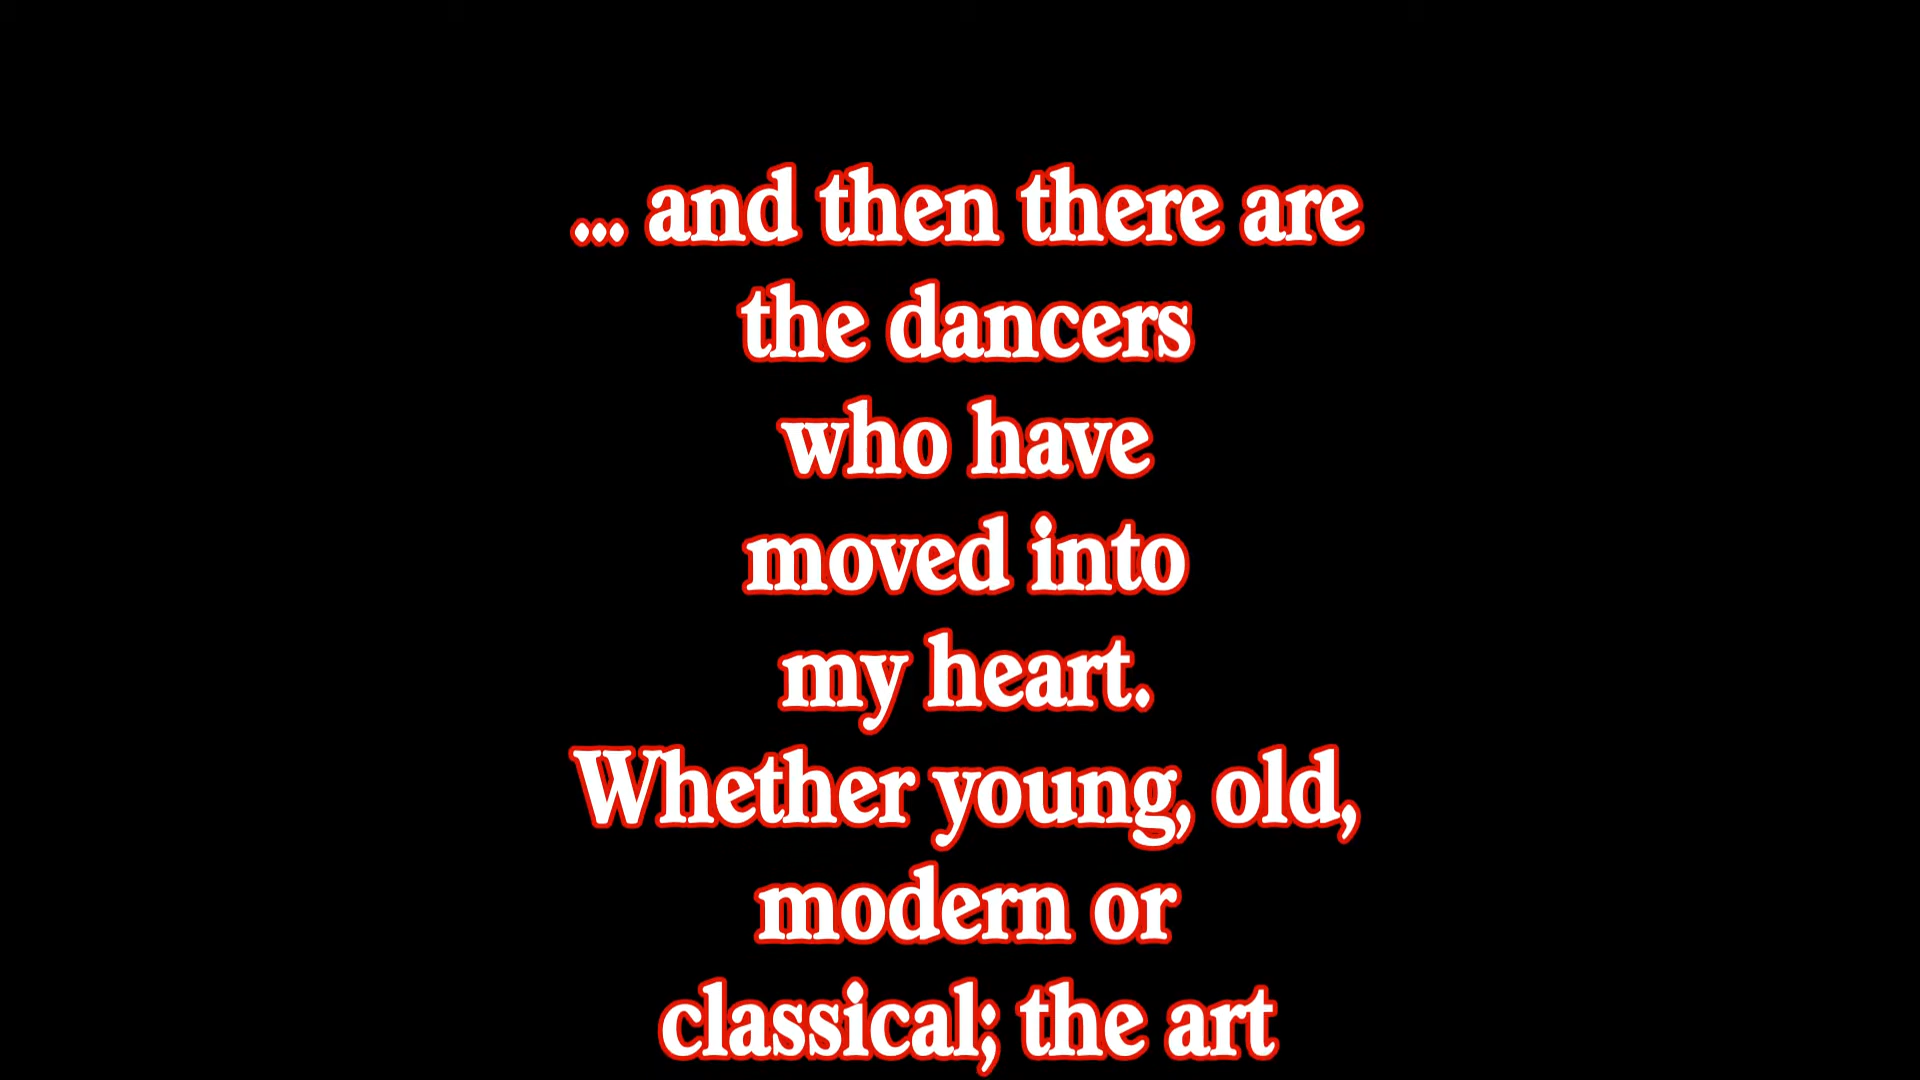 ... and then there are
the dancers
who have
moved into
my heart.
Whether young, old,
modern or
classical; the art